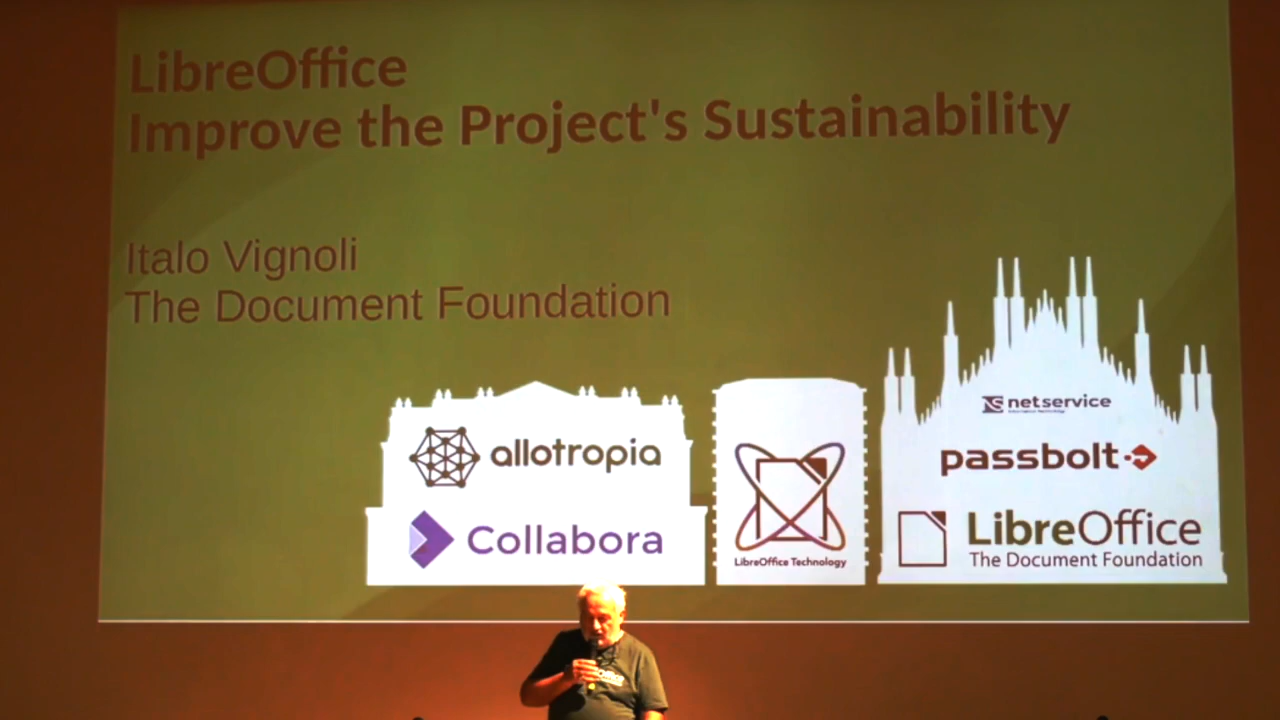 LibreOffice
Improve the Project's Sustainability
Italo Vignoli
The Document Foundation
allotropia
Collabora
LibreOffice Technology
netservice
passbolt
LibreOffice
The Document Foundation